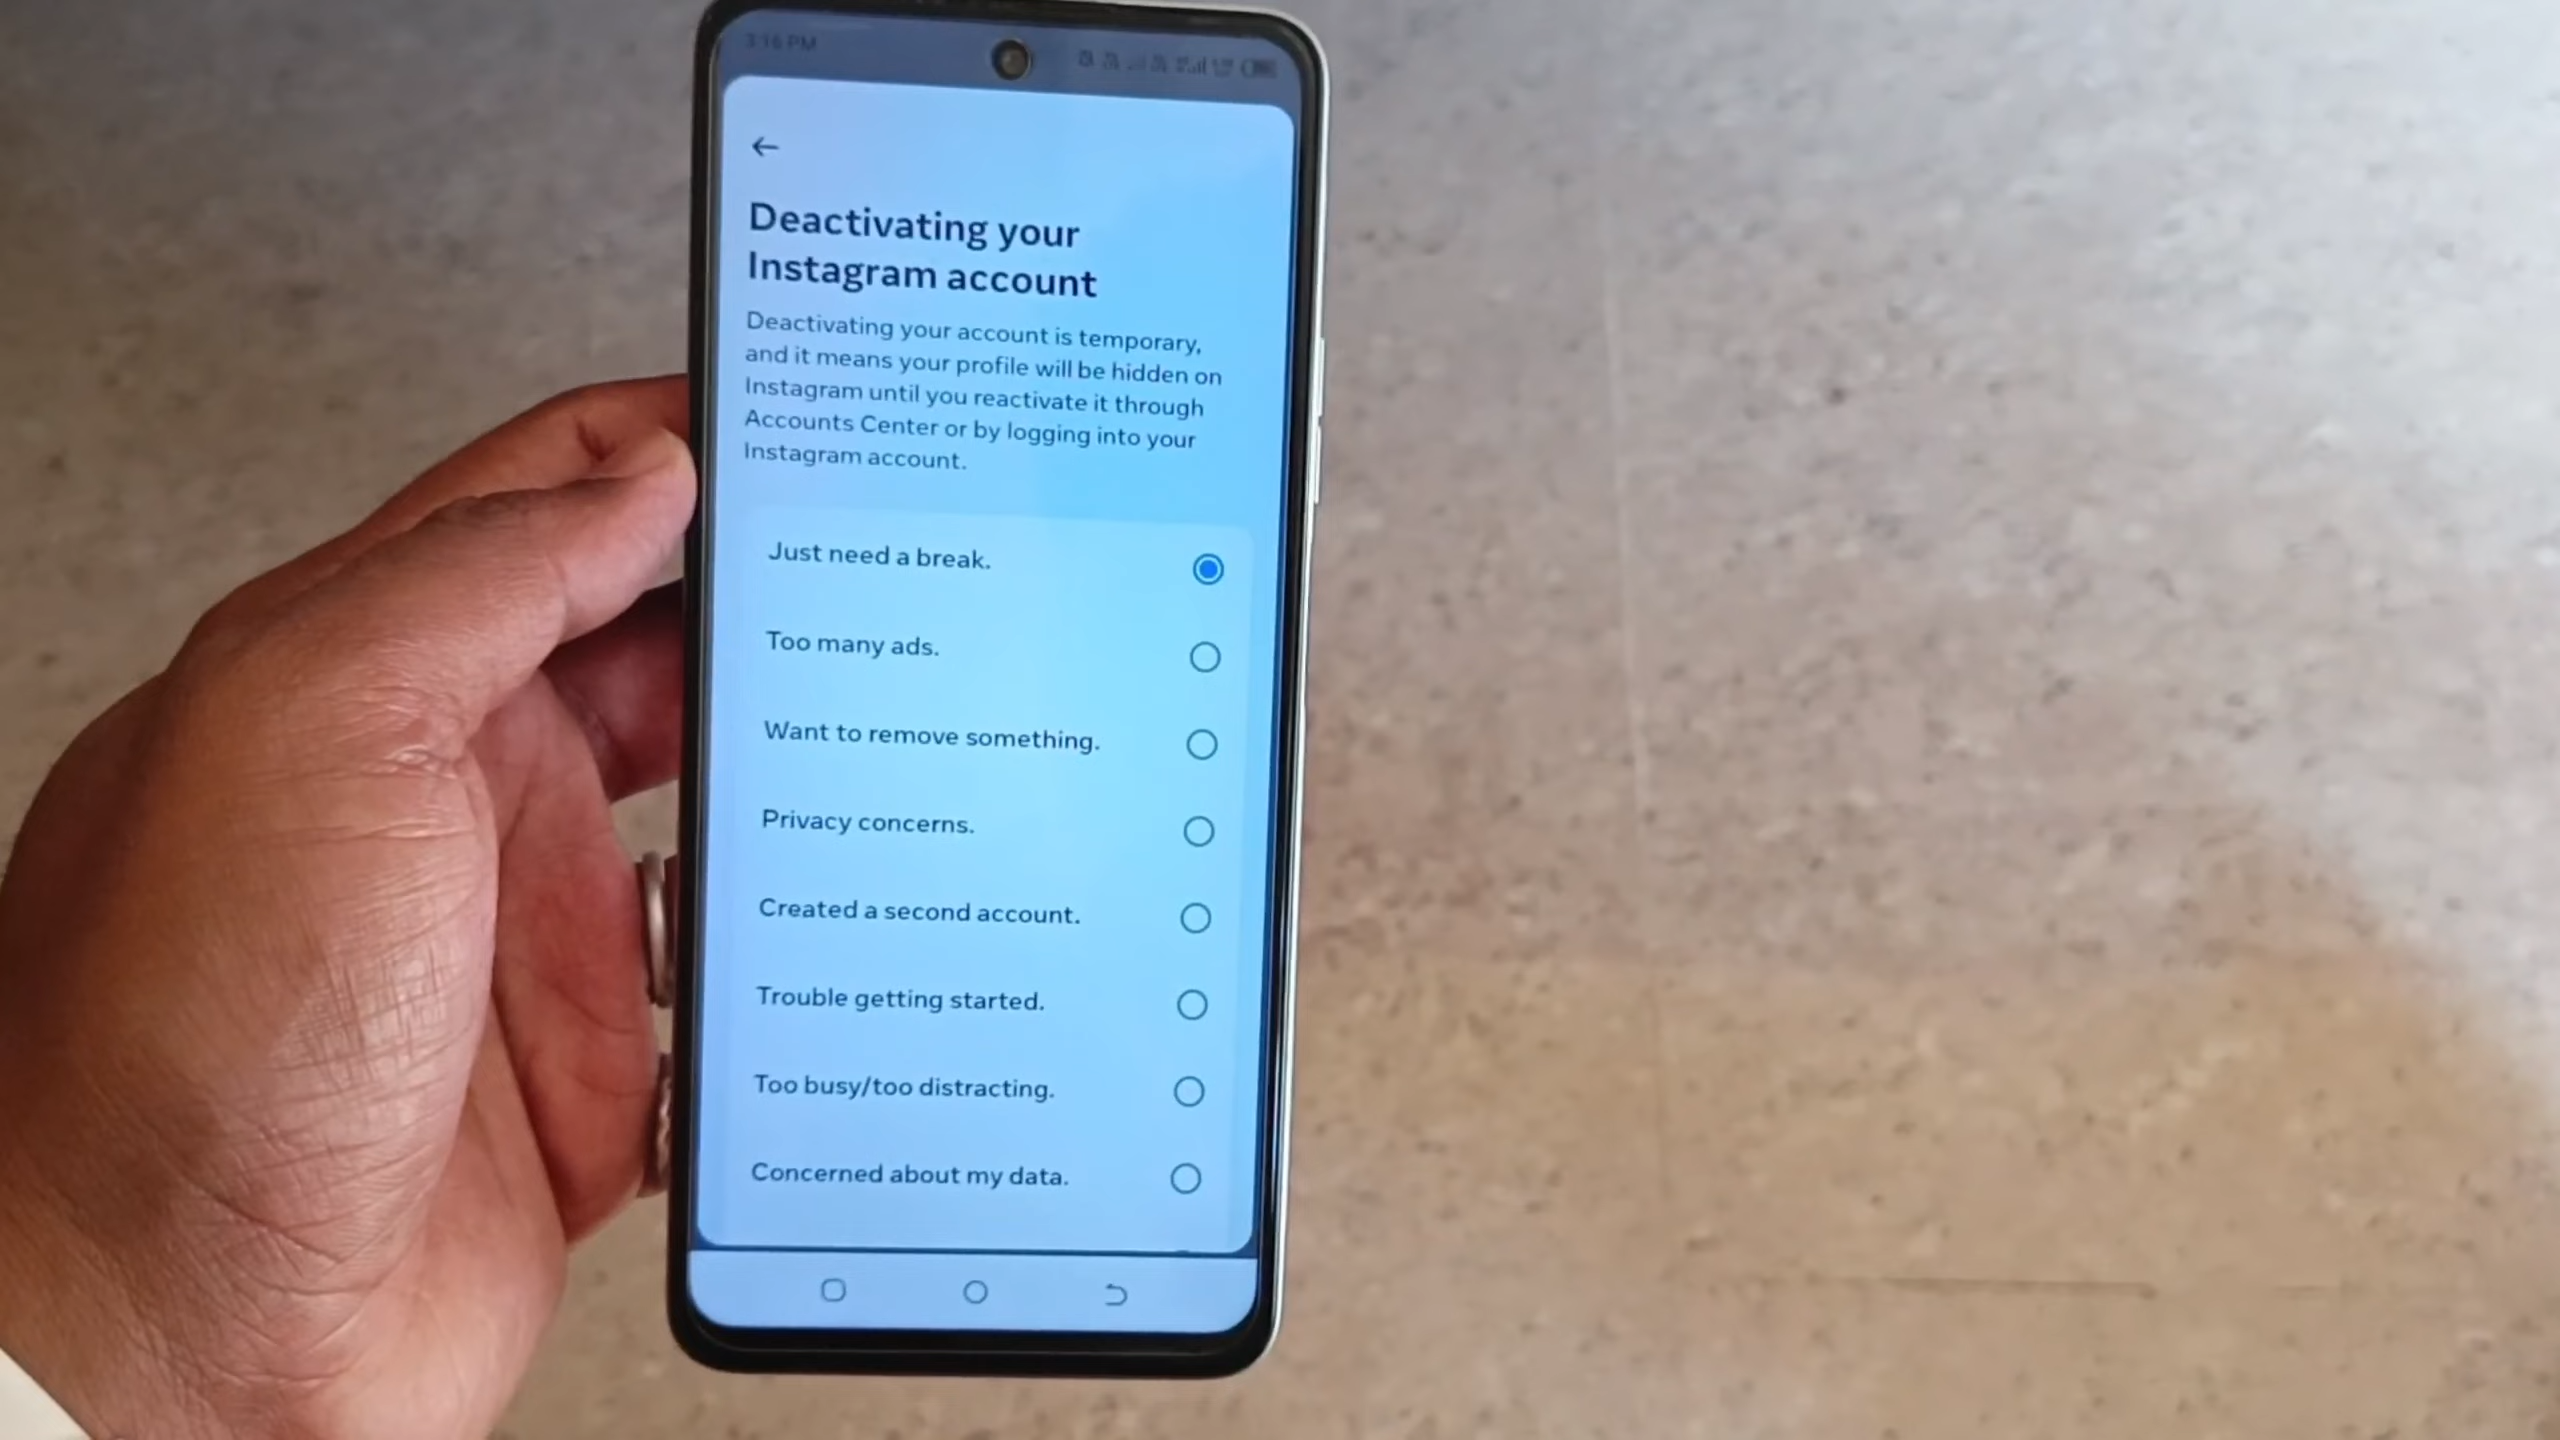 3:16 PM
Deactivating your
Instagram account
Deactivating your account is temporary,
and it means your profile will be hidden on
Instagram until you reactivate it through
Accounts Center or by logging into your
Instagram account.
Just need a break.
Too many ads.
Want to remove something.
Privacy concerns.
Created a second account.
Trouble getting started.
Too busy/too distracting.
Concerned about my data.